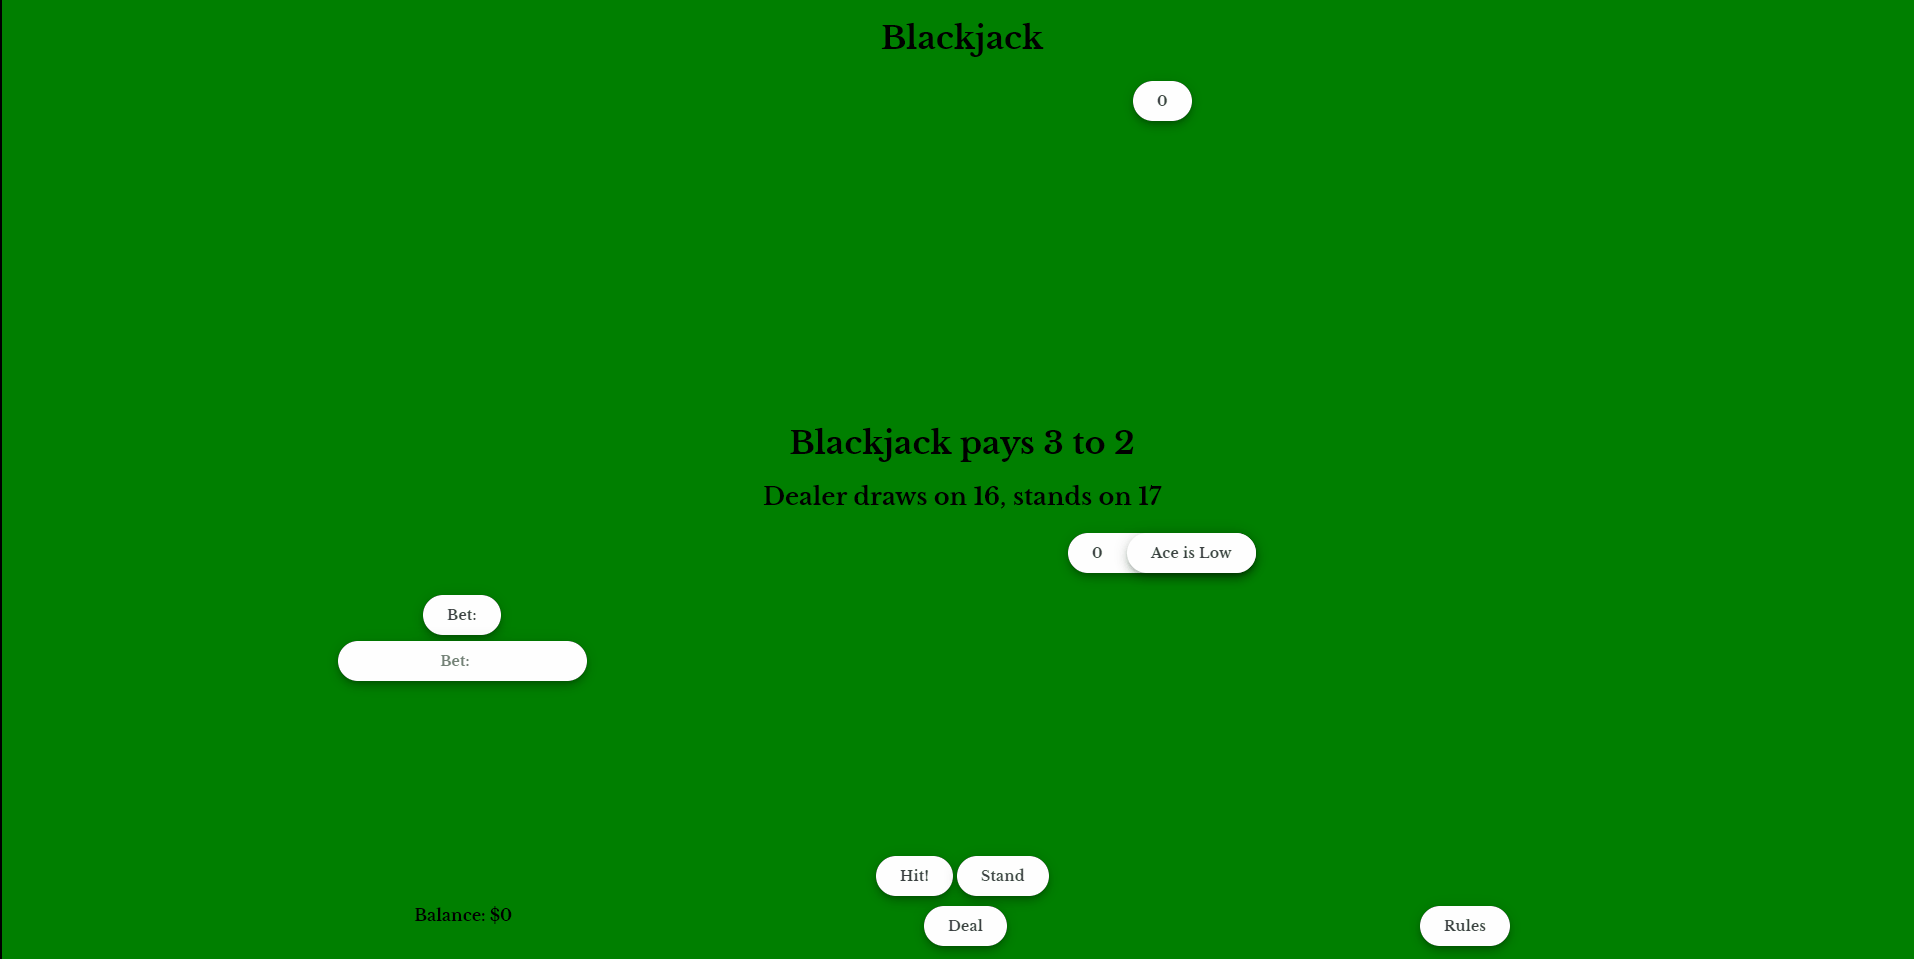 Blackjack
0
Blackjack pays 3 to 2
Dealer draws on 16, stands on 17
0 Ace is Low
Bet:
Bet:
Hit! Stand
Balance: $0
Deal
Rules